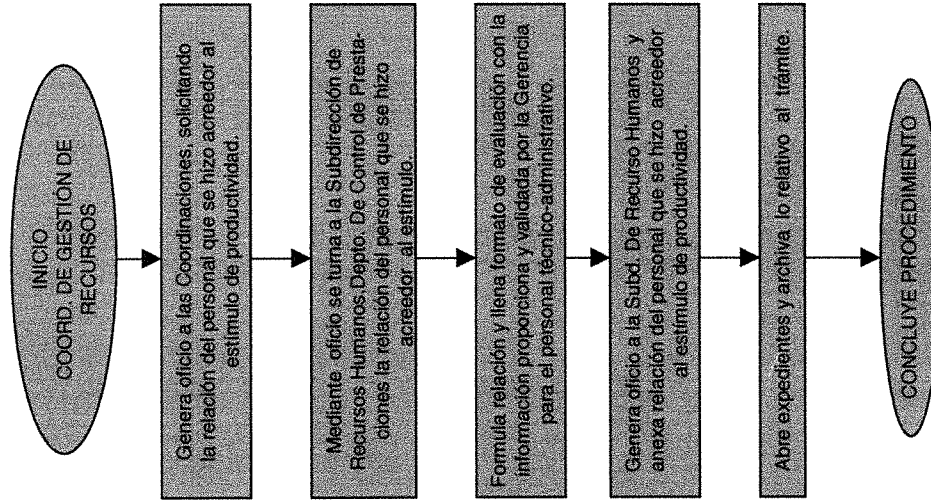 INICIO
COORD. DE GESTIÓN DE
RECURSOS
Genera oficio a las Coordinaciones, solicitando
la relación del personal que se hizo acreedor al
estímulo de productividad.
Mediante oficio se turna a la Subdirección de
Recursos Humanos.Depto. De Control de Presta-
ciones la relación del personal que se hizo
acreedor al estímulo.
Formula relación y llena formato de evaluación con la
información proporciona y validada por la Gerencia
para el personal técnico-administrativo.
Genera oficio a la Subd. De Recurso Humanos y
anexa relación del personal que se hizo acreedor
al estímulo de productividad.
Abre expedientes y archiva lo relativo al trámite.
CONCLUYE PROCEDIMIENTO